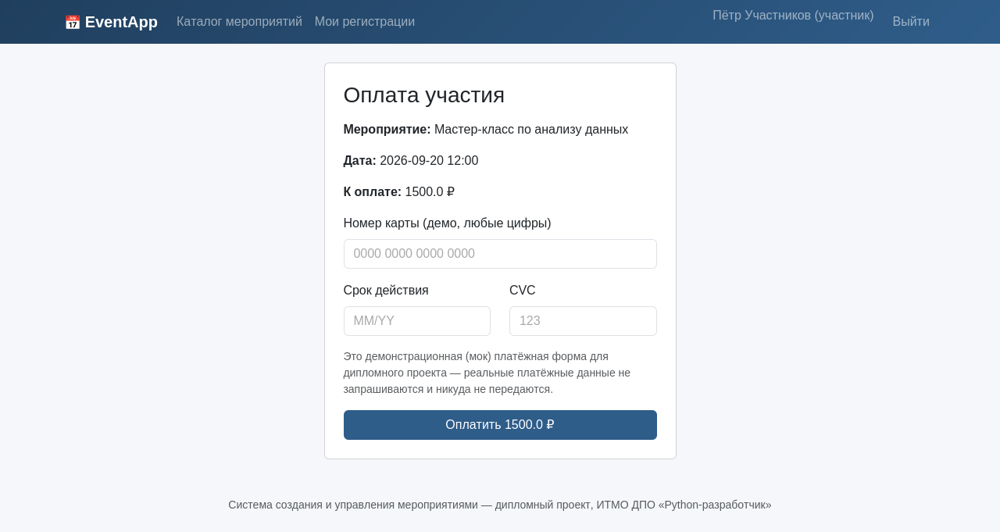 📅 EventApp Каталог мероприятий Мои регистрации Пётр Участников (участник) Выйти
Оплата участия
Мероприятие: Мастер-класс по анализу данных
Дата: 2026-09-20 12:00
К оплате: 1500.0 ₽
Номер карты (демо, любые цифры)
0000 0000 0000 0000
Срок действия CVC
MM/YY 123
Это демонстрационная (мок) платёжная форма для
дипломного проекта — реальные платёжные данные не
запрашиваются и никуда не передаются.
Оплатить 1500.0 ₽
Система создания и управления мероприятиями — дипломный проект, ИТМО ДПО «Python-разработчик»